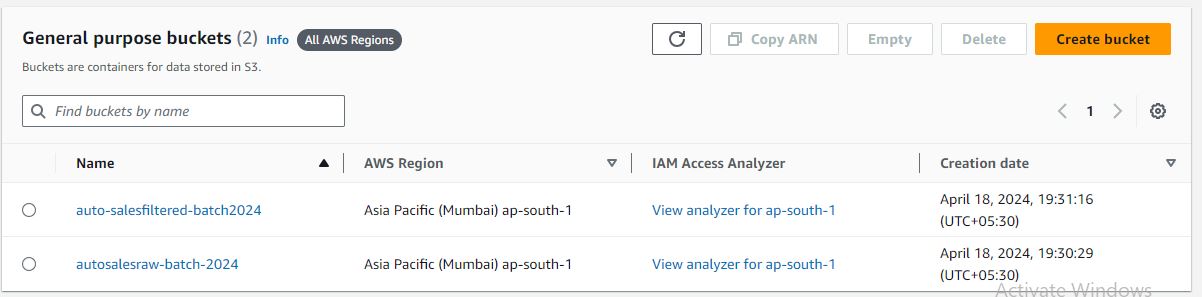 General purpose buckets (2) Info All AWS Regions
Copy ARN Empty Delete Create bucket
Buckets are containers for data stored in S3.
Find buckets by name
1
Name AWS Region IAM Access Analyzer Creation date
auto-salesfiltered-batch2024 Asia Pacific (Mumbai) ap-south-1 View analyzer for ap-south-1 April 18, 2024, 19:31:16
(UTC+05:30)
autosalesraw-batch-2024 Asia Pacific (Mumbai) ap-south-1 View analyzer for ap-south-1 April 18, 2024, 19:30:29
(UTC+05:30)
Activate Windows